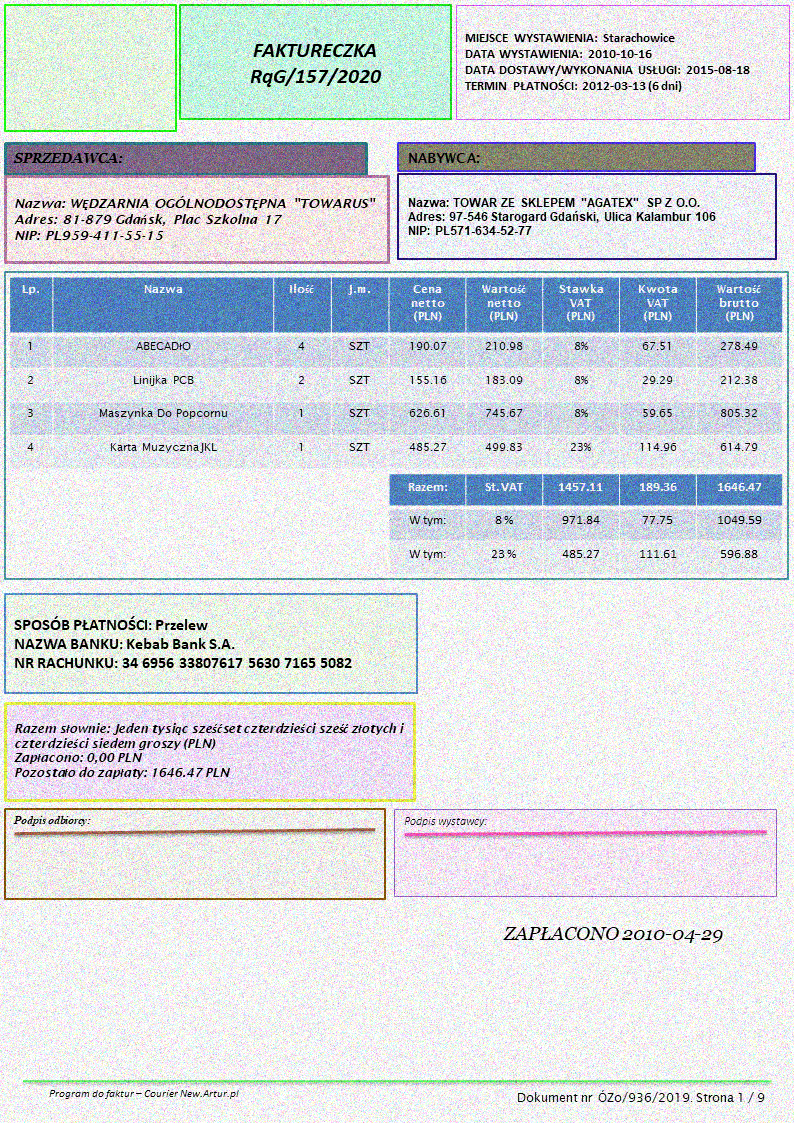 FAKTURECZKA
RąG/157/2020
MIEJSCE WYSTAWIENIA: Starachowice
DATA WYSTAWIENIA: 2010-10-16
DATA DOSTAWY/WYKONANIA USŁUGI: 2015-08-18
TERMIN PŁATNOŚCI: 2012-03-13 (6 dni)
SPRZEDAWCA:
Nazwa: WĘDZARNIA OGÓLNODOSTĘPNA "TOWARUS"
Adres: 81-879 Gdańsk, Plac Szkolna 17
NIP: PL959-411-55-15
NABYWCA:
Nazwa: TOWAR ZE SKLEPEM "AGATEX" SP Z O.O.
Adres: 97-546 Starogard Gdański, Ulica Kalambur 106
NIP: PL571-634-52-77
Lp. Nazwa Ilość J.m. Cena netto (PLN) Wartość netto (PLN) Stawka VAT (PLN) Kwota VAT (PLN) Wartość brutto (PLN)
1 ABECADłO 4 SZT 190.07 210.98 8% 67.51 278.49
2 Linijka PCB 2 SZT 155.16 183.09 8% 29.29 212.38
3 Maszynka Do Popcornu 1 SZT 626.61 745.67 8% 59.65 805.32
4 Karta MuzycznaJKL 1 SZT 485.27 499.83 23% 114.96 614.79
Razem: St.VAT 1457.11 189.36 1646.47
W tym: 8 % 971.84 77.75 1049.59
W tym: 23 % 485.27 111.61 596.88
SPOSÓB PŁATNOŚCI: Przelew
NAZWA BANKU: Kebab Bank S.A.
NR RACHUNKU: 34 6956 33807617 5630 7165 5082
Razem słownie: Jeden tysiąc sześćset czterdzieści sześć złotych i
czterdzieści siedem groszy (PLN)
Zapłacono: 0,00 PLN
Pozostało do zapłaty: 1646.47 PLN
Podpis odbiorcy:
Podpis wystawcy:
ZAPŁACONO 2010-04-29
Program do faktur – Courier New.Artur.pl
Dokument nr ÓZo/936/2019. Strona 1 / 9